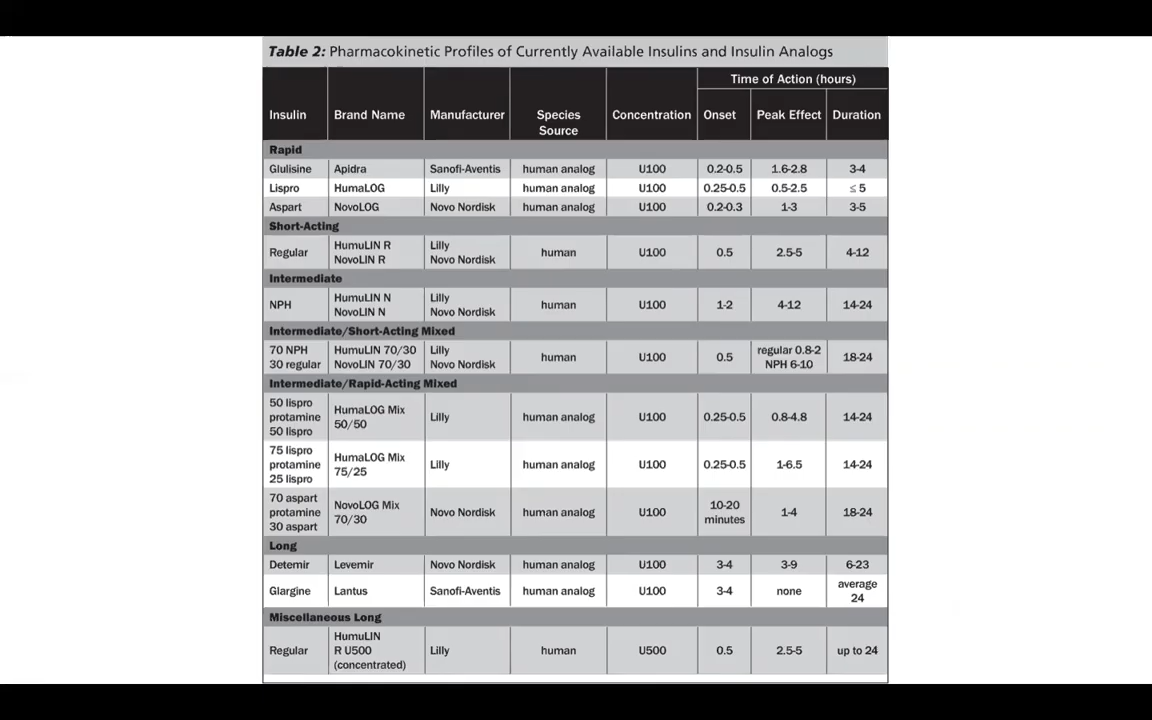 Table 2: Pharmacokinetic Profiles of Currently Available Insulins and Insulin Analogs
Time of Action (hours)
Insulin Brand Name Manufacturer Species Source Concentration Onset Peak Effect Duration
Rapid
Glulisine Apidra Sanofi-Aventis human analog U100 0.2-0.5 1.6-2.8 3-4
Lispro HumaLOG Lilly human analog U100 0.25-0.5 0.5-2.5 ≤ 5
Aspart NovoLOG Novo Nordisk human analog U100 0.2-0.3 1-3 3-5
Short-Acting
Regular HumuLIN R NovoLIN R Lilly Novo Nordisk human U100 0.5 2.5-5 4-12
Intermediate
NPH HumuLIN N NovoLIN N Lilly Novo Nordisk human U100 1-2 4-12 14-24
Intermediate/Short-Acting Mixed
70 NPH 30 regular HumuLIN 70/30 NovoLIN 70/30 Lilly Novo Nordisk human U100 0.5 regular 0.8-2 NPH 6-10 18-24
Intermediate/Rapid-Acting Mixed
50 lispro protamine 50 lispro HumaLOG Mix 50/50 Lilly human analog U100 0.25-0.5 0.8-4.8 14-24
75 lispro protamine 25 lispro HumaLOG Mix 75/25 Lilly human analog U100 0.25-0.5 1-6.5 14-24
70 aspart protamine 30 aspart NovoLOG Mix 70/30 Novo Nordisk human analog U100 10-20 minutes 1-4 18-24
Long
Detemir Levemir Novo Nordisk human analog U100 3-4 3-9 6-23
Glargine Lantus Sanofi-Aventis human analog U100 3-4 none average 24
Miscellaneous Long
Regular HumuLIN R U500 (concentrated) Lilly human U500 0.5 2.5-5 up to 24